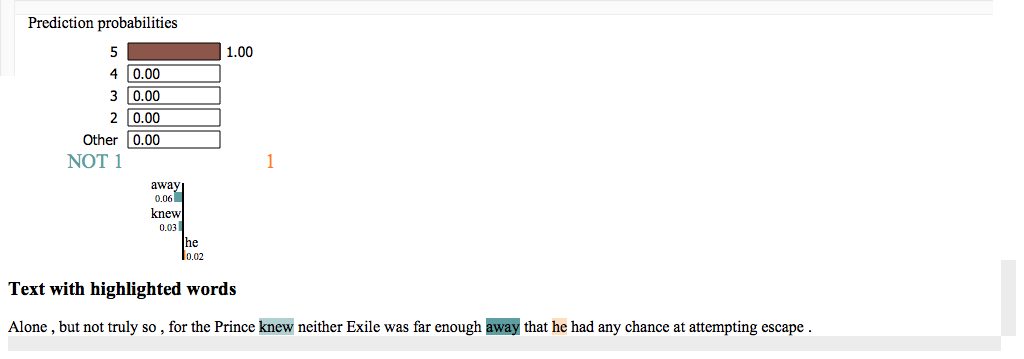 Prediction probabilities
5 1.00
4 0.00
3 0.00
2 0.00
Other 0.00
NOT 1 1
away
0.06
knew
0.03
he
0.02
Text with highlighted words
Alone , but not truly so , for the Prince knew neither Exile was far enough away that he had any chance at attempting escape .